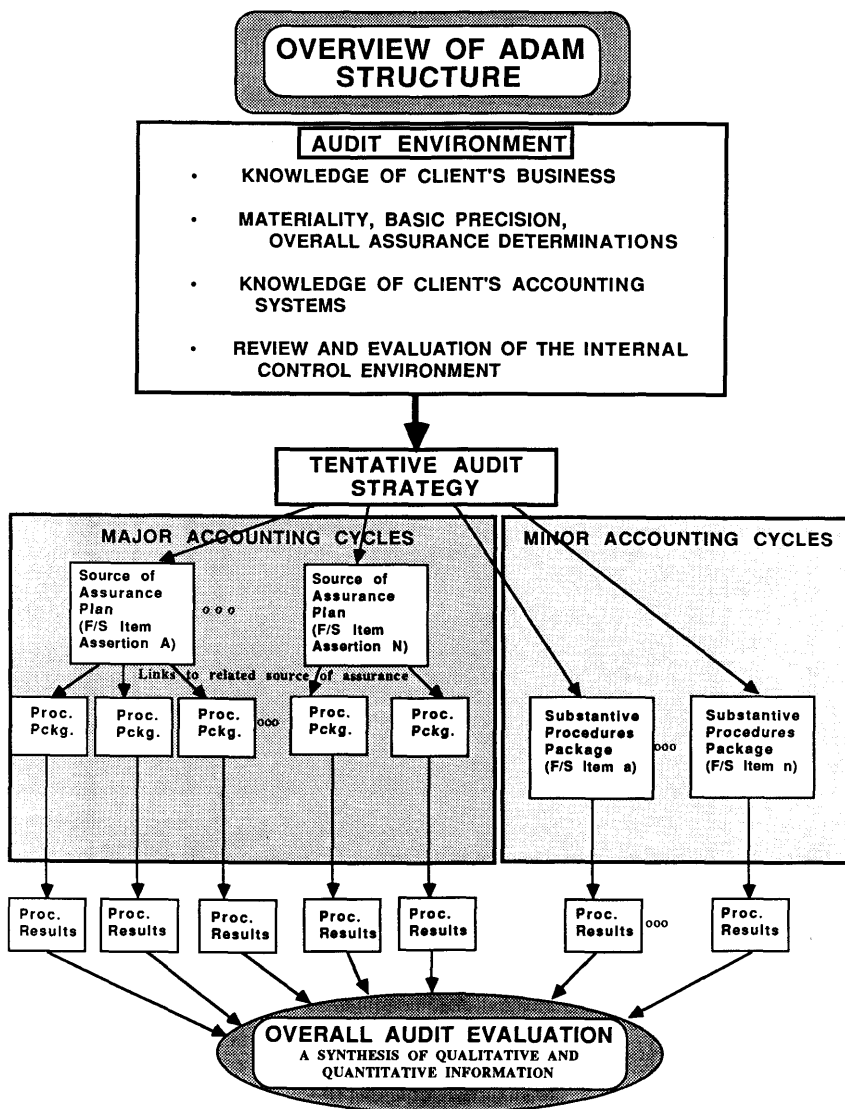 OVERVIEW OF ADAM
STRUCTURE
AUDIT ENVIRONMENT
• KNOWLEDGE OF CLIENT'S BUSINESS
• MATERIALITY, BASIC PRECISION,
OVERALL ASSURANCE DETERMINATIONS
• KNOWLEDGE OF CLIENT'S ACCOUNTING
SYSTEMS
• REVIEW AND EVALUATION OF THE INTERNAL
CONTROL ENVIRONMENT
TENTATIVE AUDIT
STRATEGY
MAJOR ACCOUNTING CYCLES
Source of
Assurance
Plan
(F/S Item
Assertion A)
o o o
Source of
Assurance
Plan
(F/S Item
Assertion N)
Links to related source of assurance
Proc.
Pckg.
Proc.
Pckg.
Proc.
Pckg.
ooo
Proc.
Pckg.
Proc.
Pckg.
MINOR ACCOUNTING CYCLES
Substantive
Procedures
Package
(F/S Item a)
ooo
Substantive
Procedures
Package
(F/S Item n)
Proc.
Results
Proc.
Results
Proc.
Results
Proc.
Results
Proc.
Results
Proc.
Results
ooo
Proc.
Results
OVERALL AUDIT EVALUATION
A SYNTHESIS OF QUALITATIVE AND
QUANTITATIVE INFORMATION